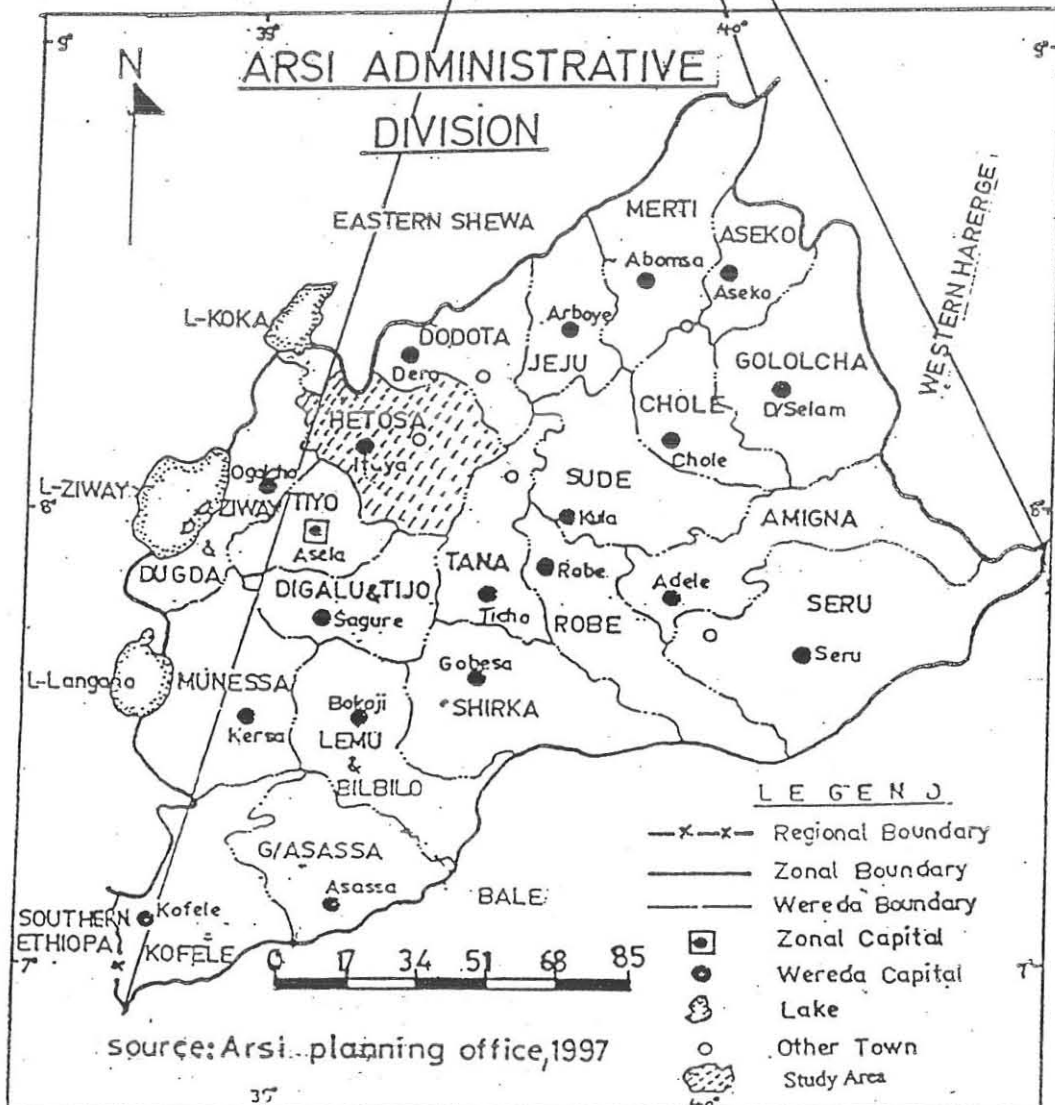 39°
40°
9°
9°
N
ARSI ADMINISTRATIVE
DIVISION
EASTERN SHEWA
WESTERN HARERGE
MERTI
ASEKO
Abomsa
Aseko
L-KOKA
Arboye
DODOTA
Dera
JEJU
GOLOLCHA
D/Selam
HETOSA
CHOLE
Chole
L-ZIWAY
Ogolcho
ZIWAY
&
DUGDA
TIYO
Asela
SUDE
Kula
AMIGNA
8°
TANA
Ticho
Robe
ROBE
Adele
DIGALU&TIJO
Sagure
SERU
Seru
L-Langano
MUNESSA
Kersa
Gobesa
SHIRKA
Bokoji
LEMU
&
BILBILO
G/ASASSA
Asassa
BALE
SOUTHERN
ETHIOPA
Kofele
KOFELE
7°
7°
0 17 34 51 68 85
LEGEND
Regional Boundary
Zonal Boundary
Wereda Boundary
Zonal Capital
Wereda Capital
Lake
Other Town
Study Area
source: Arsi planning office, 1997